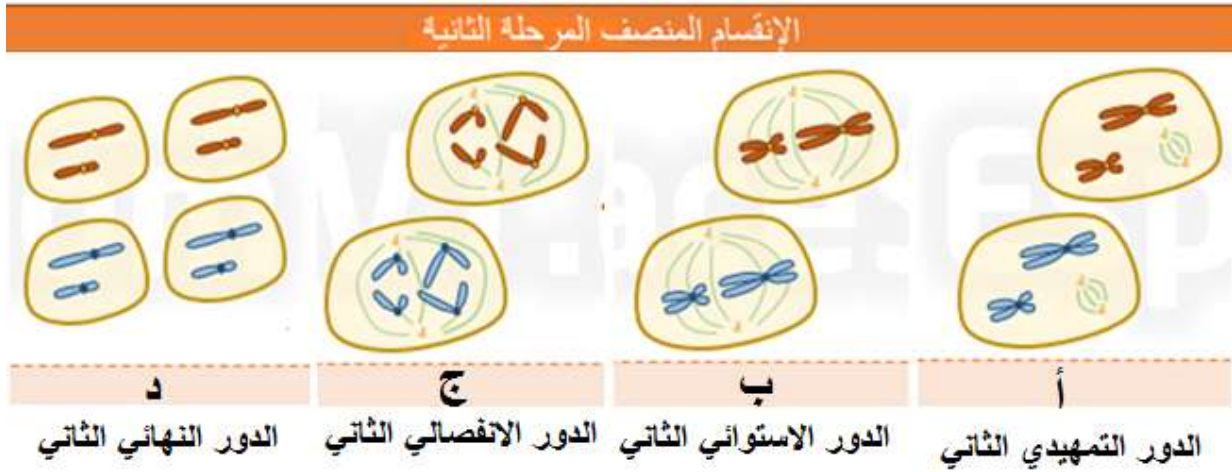 الإنقسام المنصف المرحلة الثانية
أ
ب
ج
د
الدور التمهيدي الثاني
الدور الاستوائي الثاني
الدور الانفصالي الثاني
الدور النهائي الثاني